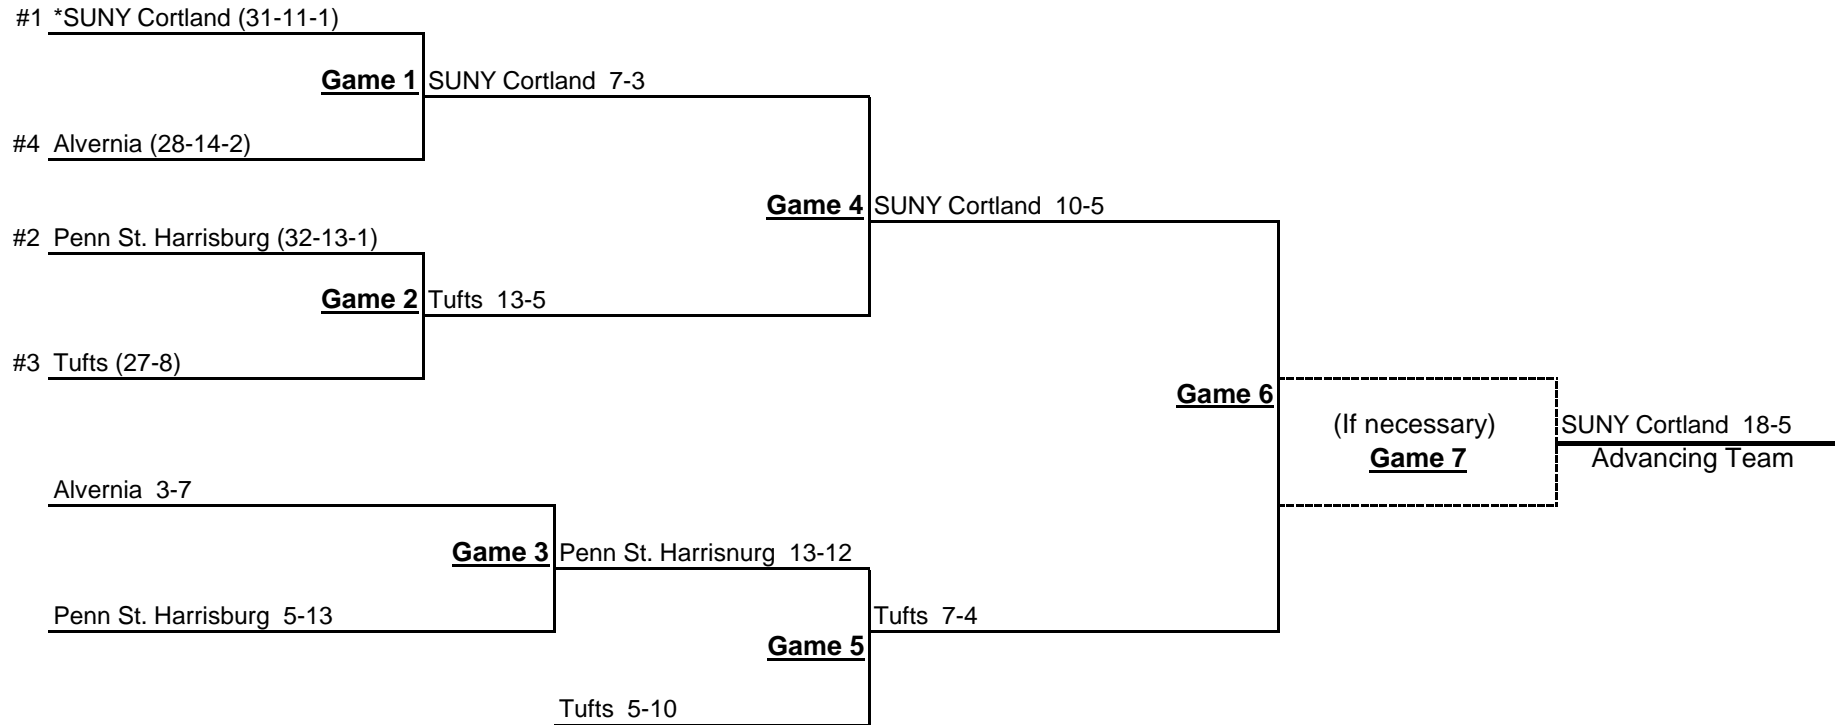 #1 *SUNY Cortland (31-11-1)
Game 1 SUNY Cortland 7-3
#4 Alvernia (28-14-2)
Game 4 SUNY Cortland 10-5
#2 Penn St. Harrisburg (32-13-1)
Game 2 Tufts 13-5
#3 Tufts (27-8)
Game 6
(If necessary)
Game 7
SUNY Cortland 18-5
Advancing Team
Alvernia 3-7
Game 3 Penn St. Harrisnurg 13-12
Penn St. Harrisburg 5-13
Tufts 7-4
Game 5
Tufts 5-10